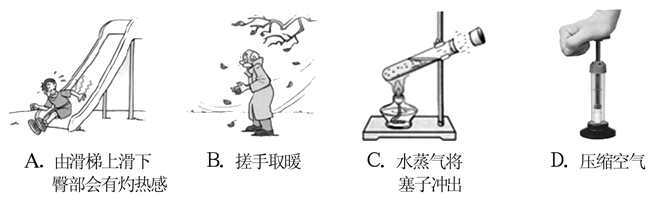 A. 由滑梯上滑下
臀部会有灼热感
B. 搓手取暖
C. 水蒸气将
塞子冲出
D. 压缩空气